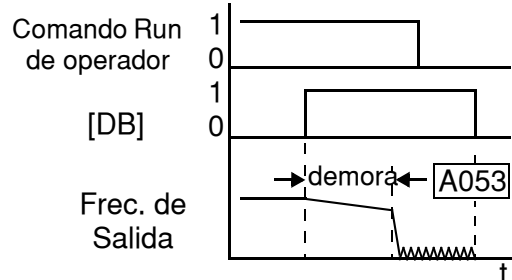 Comando Run
de operador
1
0
[DB]
1
0
demora
A053
Frec. de
Salida
t